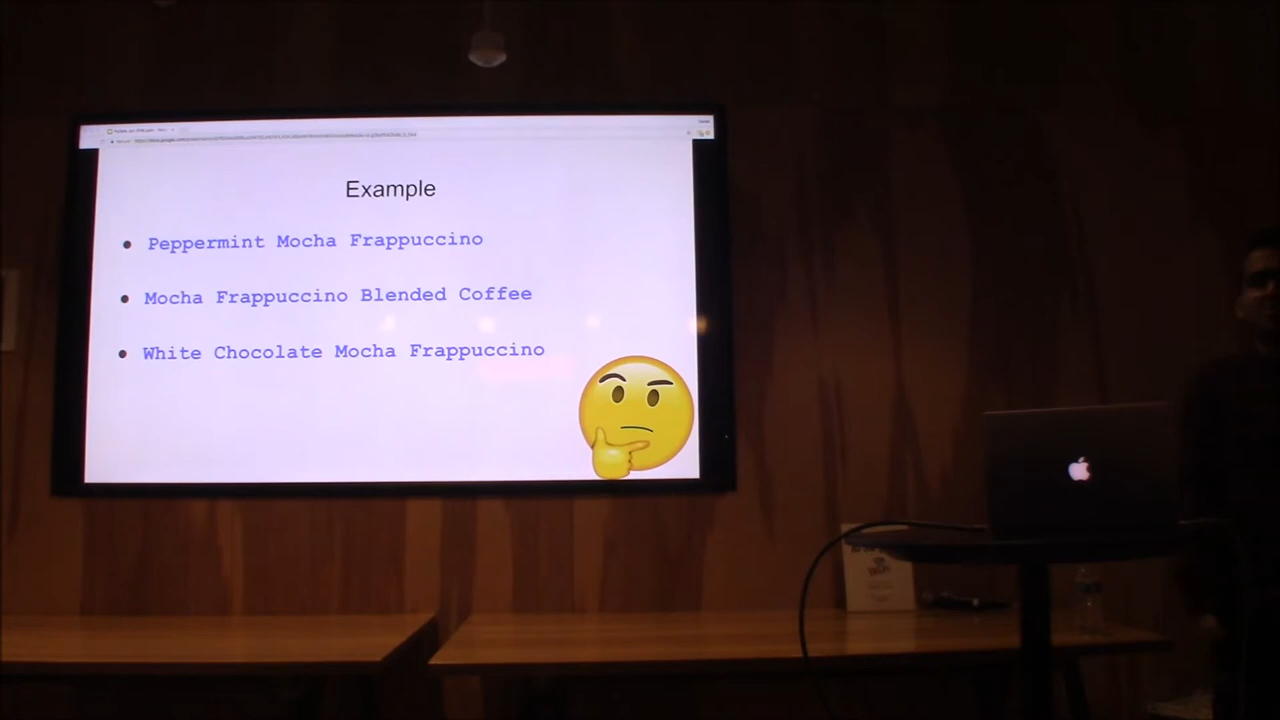 Example
Peppermint Mocha Frappuccino
Mocha Frappuccino Blended Coffee
White Chocolate Mocha Frappuccino